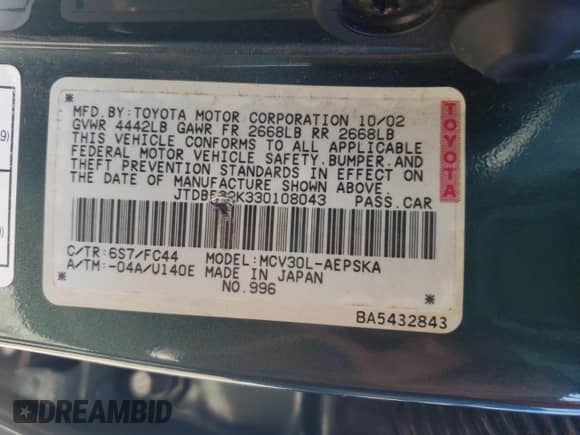 MFD. BY: TOYOTA MOTOR CORPORATION 10/02
GVWR 4442LB GAWR FR 2668LB RR 2668LB
THIS VEHICLE CONFORMS TO ALL APPLICABLE
FEDERAL MOTOR VEHICLE SAFETY, BUMPER, AND
THEFT PREVENTION STANDARDS IN EFFECT ON
THE DATE OF MANUFACTURE SHOWN ABOVE.
PASS. CAR
C/TR: 6S7/FC44 MODEL: MCV30L-AEPSKA
A/TM: -04A/U140E MADE IN JAPAN
NO. 996
BA5432843
TOYOTA
9)
DREAMBID